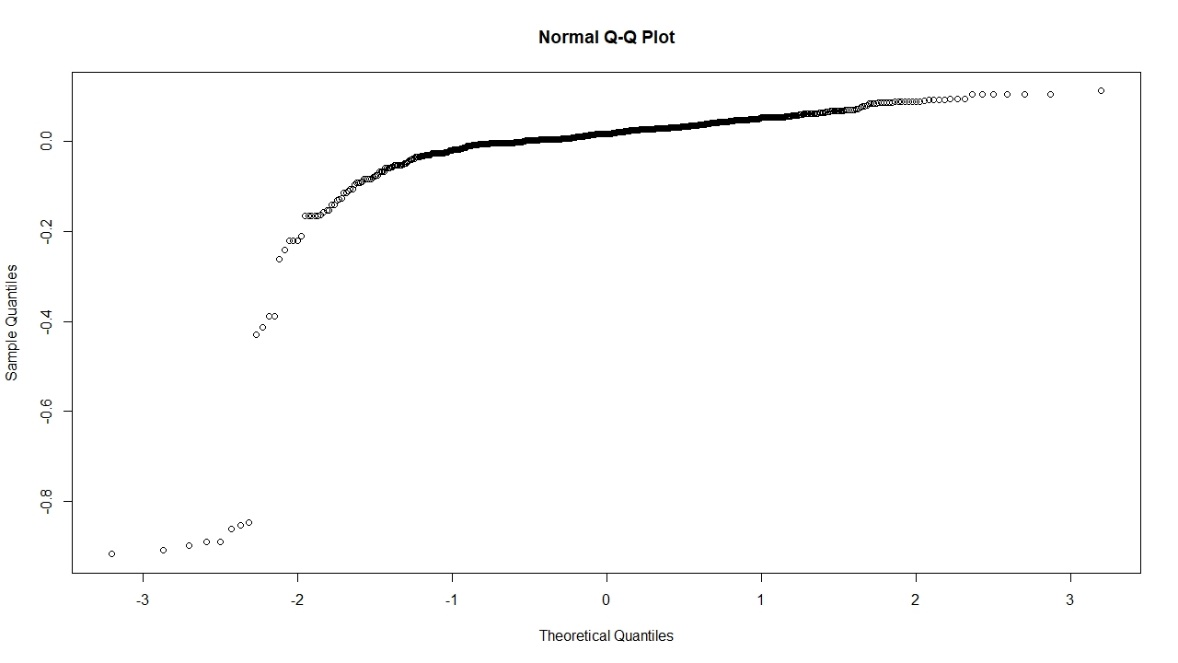 Normal Q-Q Plot
Sample Quantiles
0.0
-0.2
-0.4
-0.6
-0.8
-3 -2 -1 0 1 2 3
Theoretical Quantiles